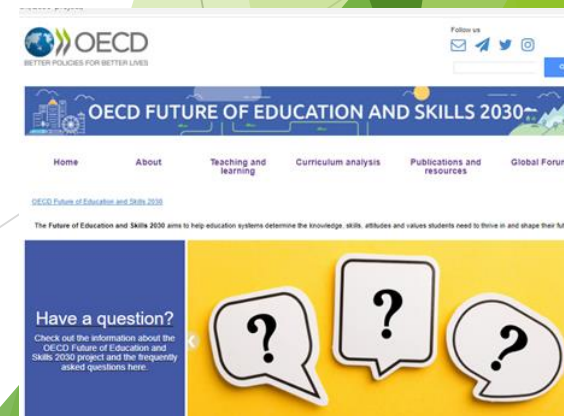 Follow us
OECD
BETTER POLICIES FOR BETTER LIVES
OECD FUTURE OF EDUCATION AND SKILLS 2030
Home About Teaching and learning Curriculum analysis Publications and resources Global Forum
OECD Future of Education and Skills 2030
The Future of Education and Skills 2030 aims to help education systems determine the knowledge, skills, attitudes and values students need to thrive in and shape their
Have a question?
Check out the information about the
OECD Future of Education and
Skills 2030 project and the frequently
asked questions here.
? ? ?